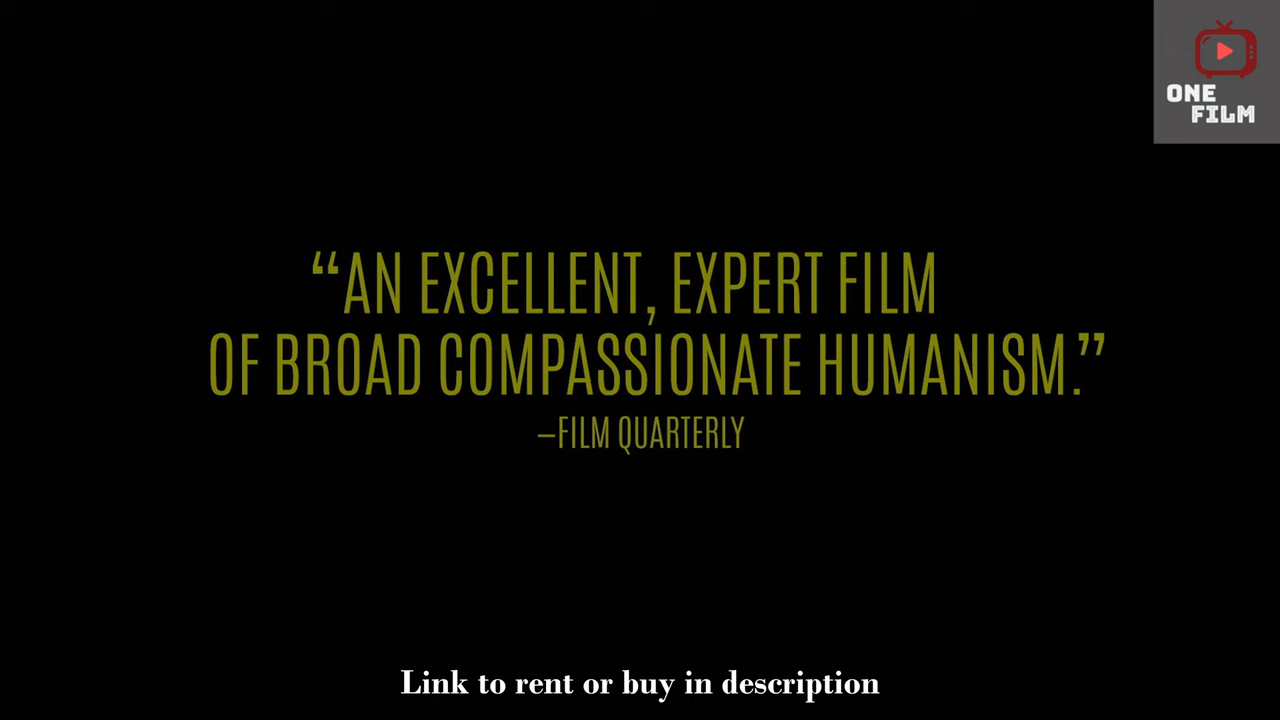 ONE
FILM
“AN EXCELLENT, EXPERT FILM
OF BROAD COMPASSIONATE HUMANISM.”
–FILM QUARTERLY
Link to rent or buy in description